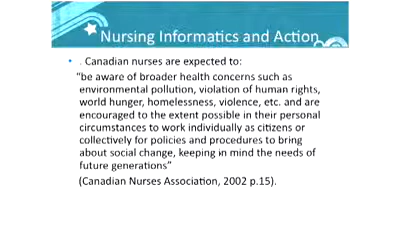 Nursing Informatics and Action
• . Canadian nurses are expected to:
"be aware of broader health concerns such as
environmental pollution, violation of human rights,
world hunger, homelessness, violence, etc. and are
encouraged to the extent possible in their personal
circumstances to work individually as citizens or
collectively for policies and procedures to bring
about social change, keeping in mind the needs of
future generations"
(Canadian Nurses Association, 2002 p.15).